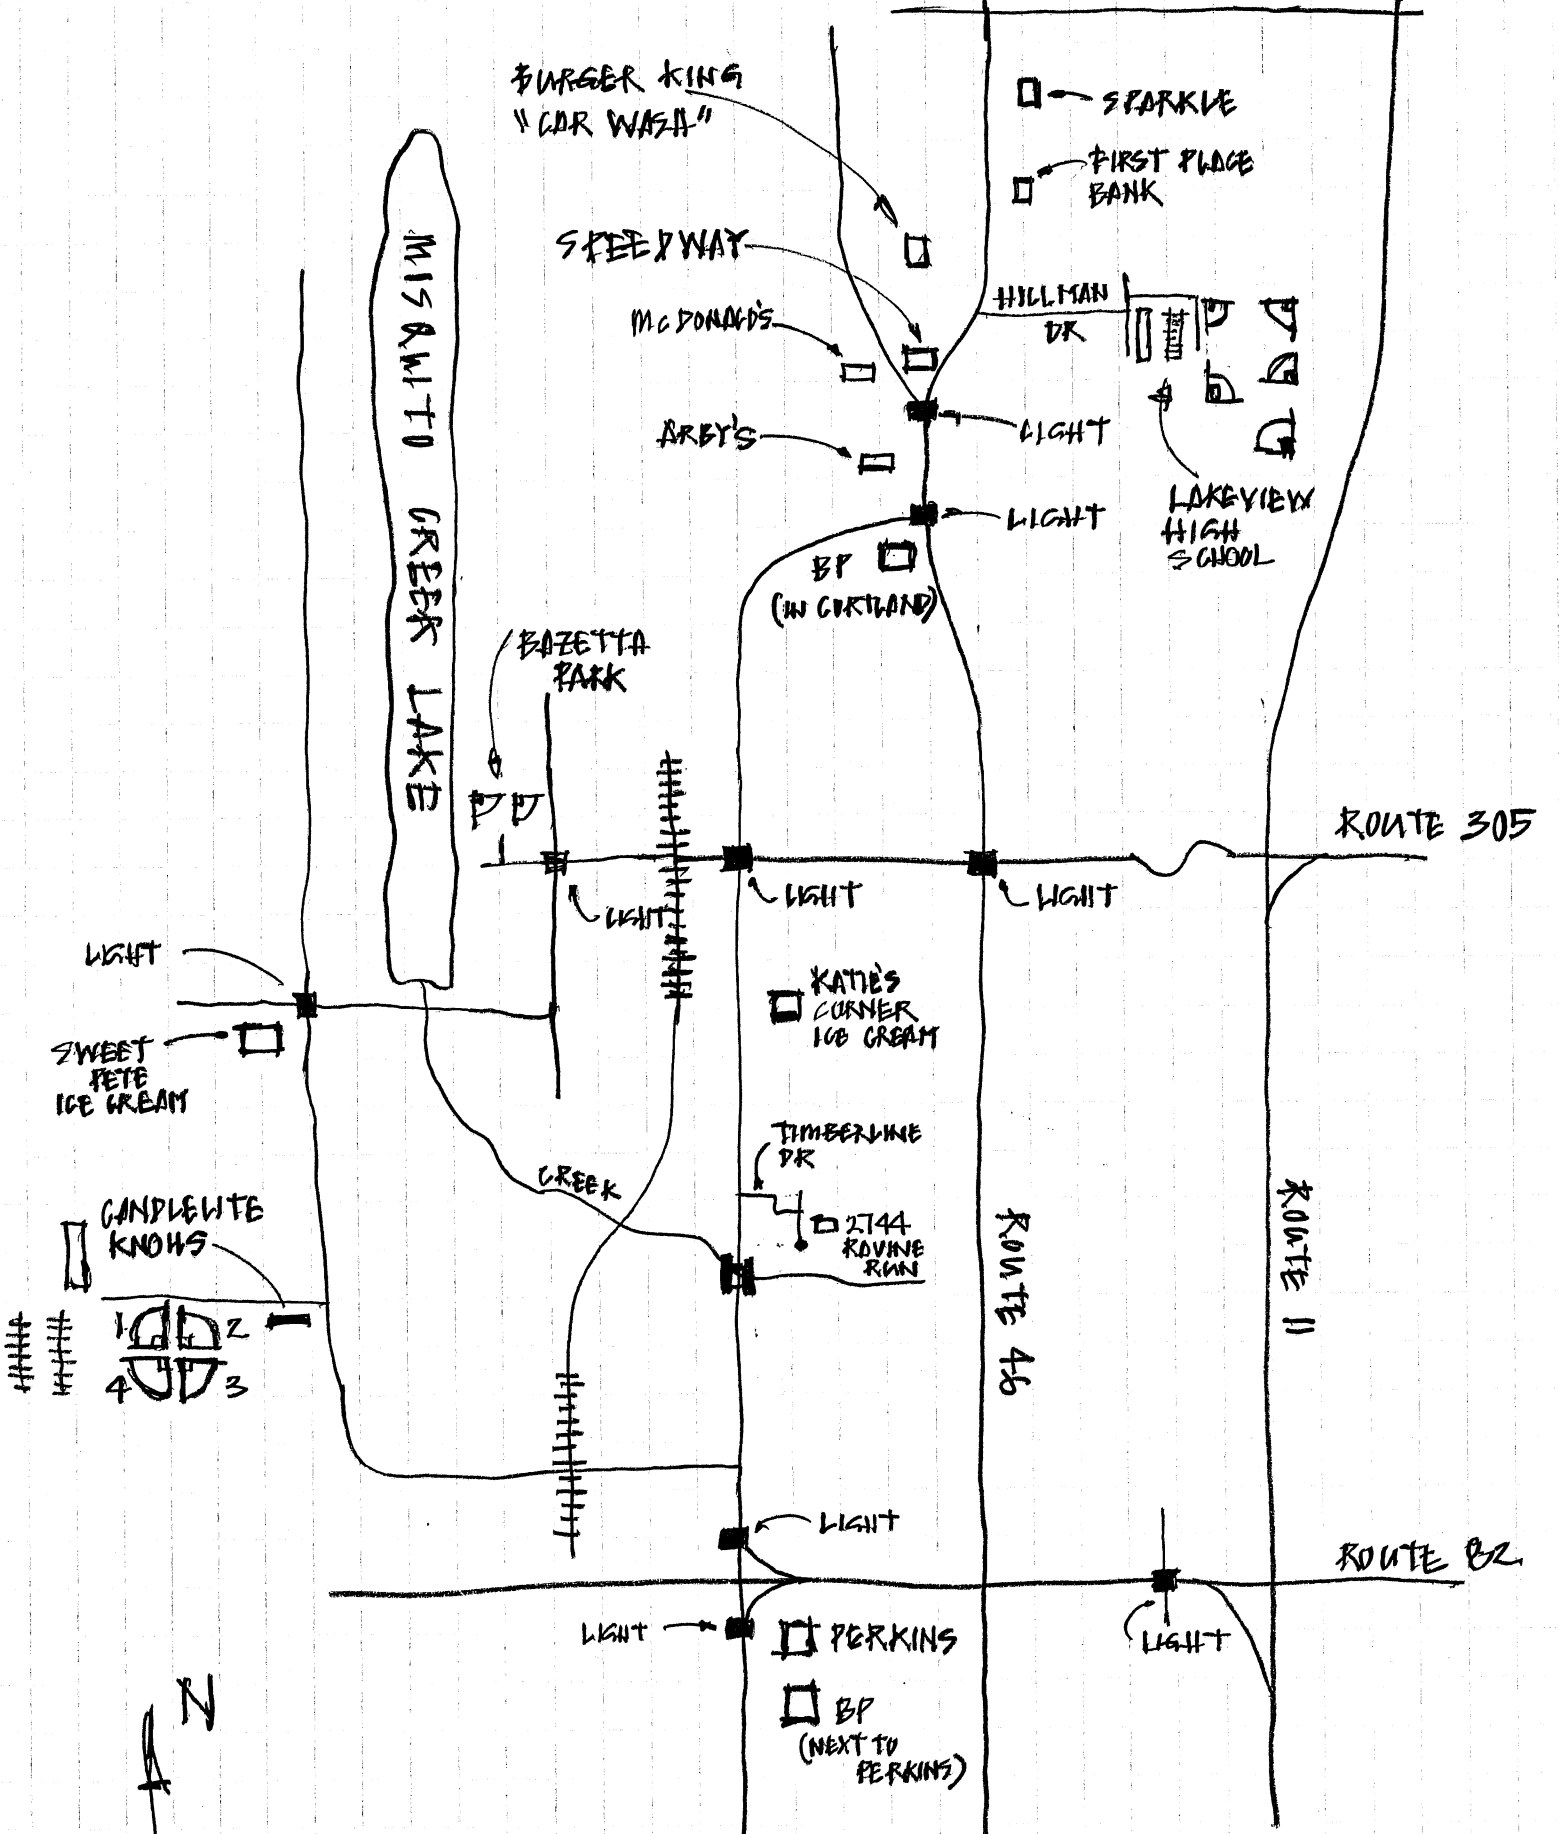 BURGER KING
"CAR WASH"
SPARKLE
FIRST PLACE
BANK
SPEEDWAY
McDONALD'S
HILLMAN
DR
ARBY'S
LIGHT
LIGHT
LAKEVIEW
HIGH
SCHOOL
BP
(IN CORTLAND)
MISQUITO CREEK LAKE
BAZETTA
PARK
ROUTE 305
LIGHT
LIGHT
LIGHT
LIGHT
KATIE'S
CORNER
ICE CREAM
SWEET
PETE
ICE CREAM
TIMBERLINE
DR
CREEK
CANDLELITE
KNOLLS
2744
RAVINE
RUN
ROUTE 46
ROUTE 11
1
2
4
3
LIGHT
ROUTE 82
LIGHT
PERKINS
LIGHT
BP
(NEXT TO
PERKINS)
N